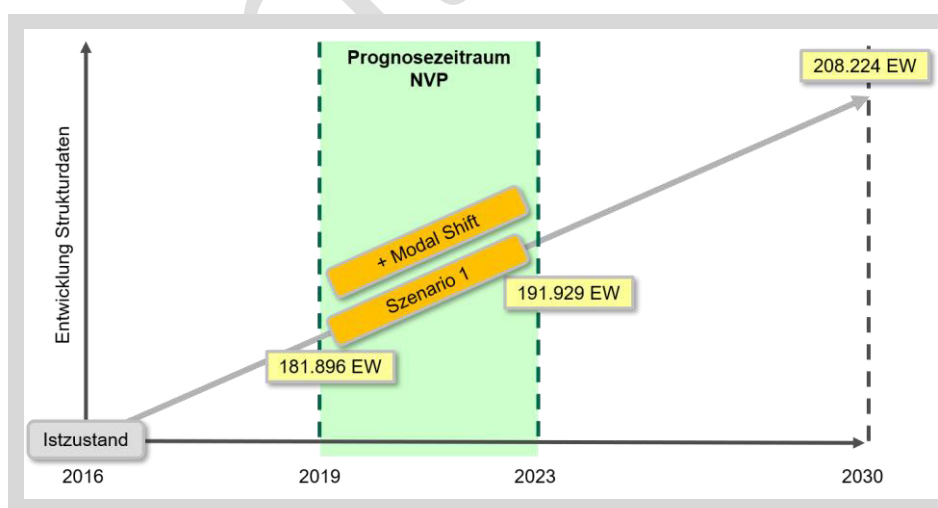 Prognosezeitraum
NVP
208.224 EW
Entwicklung Strukturdaten
+ Modal Shift
Szenario 1
191.929 EW
181.896 EW
Istzustand
2016
2019
2023
2030